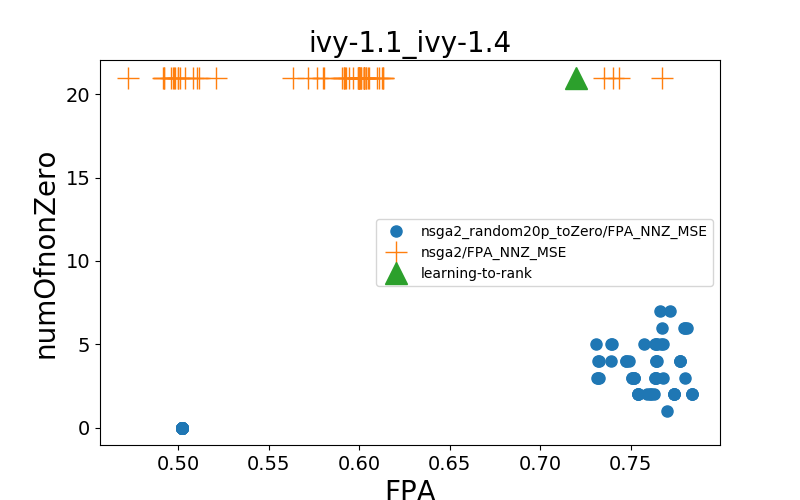 ivy-1.1_ivy-1.4
numOfnonZero
20
15
10
5
0
nsga2_random20p_toZero/FPA_NNZ_MSE
nsga2/FPA_NNZ_MSE
learning-to-rank
0.50 0.55 0.60 0.65 0.70 0.75
FPA